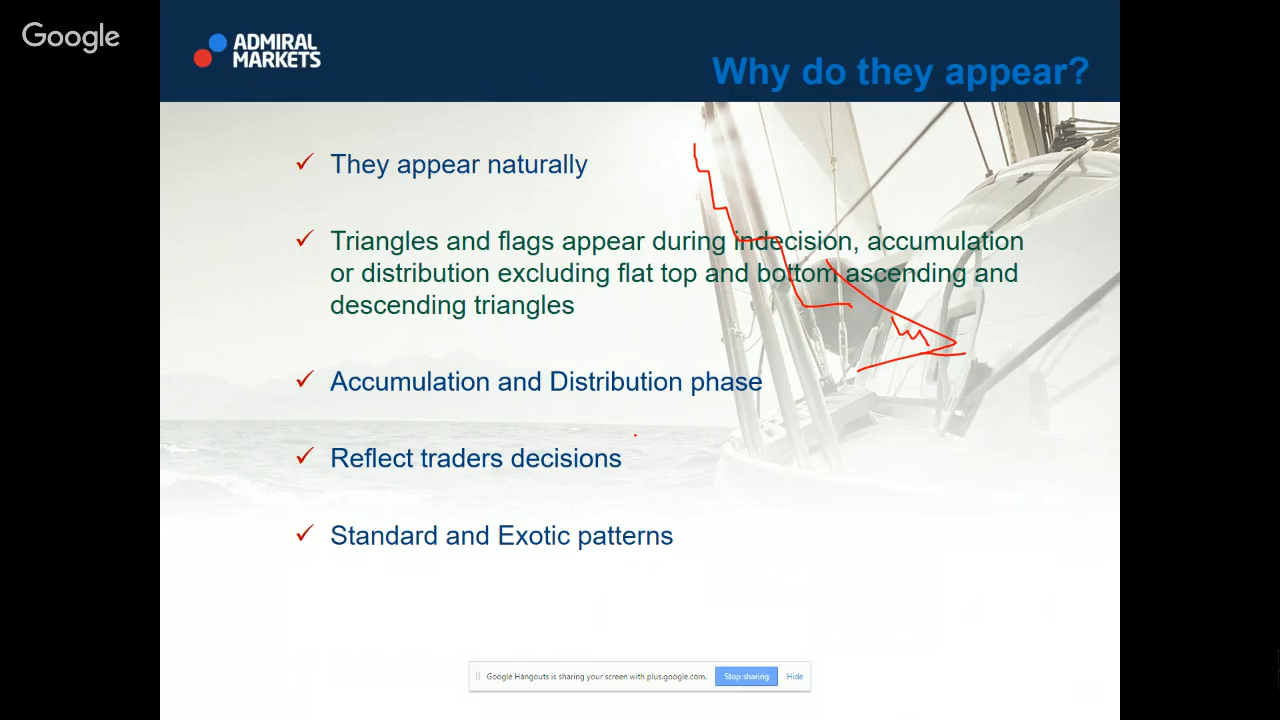 Google
ADMIRAL
MARKETS
Why do they appear?
They appear naturally
Triangles and flags appear during indecision, accumulation
or distribution excluding flat top and bottom ascending and
descending triangles
Accumulation and Distribution phase
Reflect traders decisions
Standard and Exotic patterns
Google Hangouts is sharing your screen with plus.google.com. Stop sharing Hide